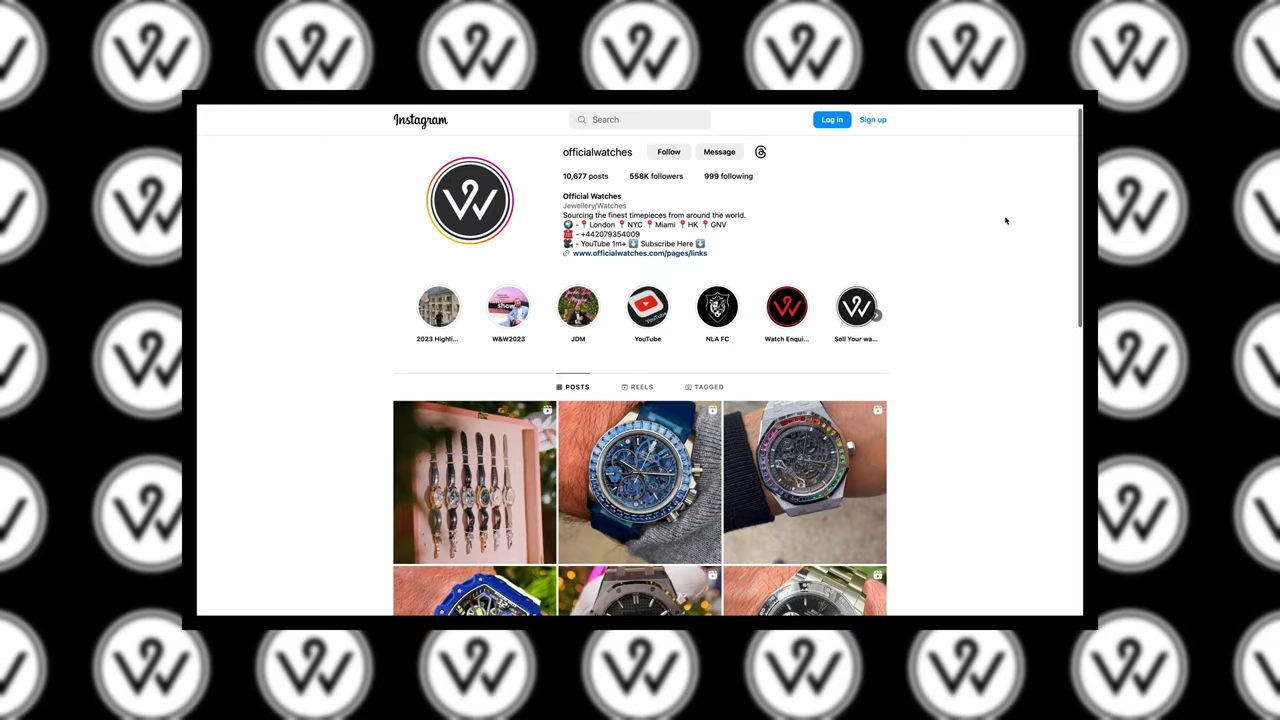 Instagram
Search
Log in
Sign up
officialwatches
Follow
Message
10,677 posts 558K followers 999 following
Official Watches
Jewellery/Watches
Sourcing the finest timepieces from around the world.
🌍 - 📍London 📍NYC 📍Miami 📍HK 📍GNV
☎️ - +442079354009
🎥 - YouTube 1m+ ⬇️ Subscribe Here ⬇️
www.officialwatches.com/pages/links
2023 Highli... W&W2023 JDM YouTube NLA FC Watch Enqui... Sell Your wa...
POSTS REELS TAGGED